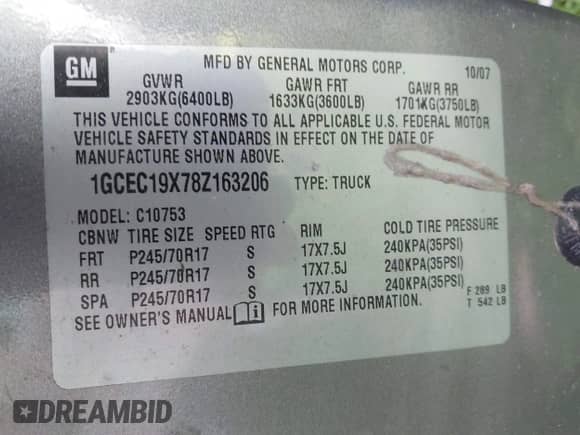 GM
MFD BY GENERAL MOTORS CORP. 10/07
GVWR GAWR FRT GAWR RR
2903KG(6400LB) 1633KG(3600LB) 1701KG(3750LB)
THIS VEHICLE CONFORMS TO ALL APPLICABLE U.S. FEDERAL MOTOR
VEHICLE SAFETY STANDARDS IN EFFECT ON THE DATE OF
MANUFACTURE SHOWN ABOVE.
1GCEC19X78Z163206 TYPE: TRUCK
MODEL: C10753
CBNW TIRE SIZE SPEED RTG RIM COLD TIRE PRESSURE
FRT P245/70R17 S 17X7.5J 240KPA(35PSI)
RR P245/70R17 S 17X7.5J 240KPA(35PSI)
SPA P245/70R17 S 17X7.5J 240KPA(35PSI)
F 289 LB
SEE OWNER'S MANUAL FOR MORE INFORMATION.
T 542 LB
DREAMBID